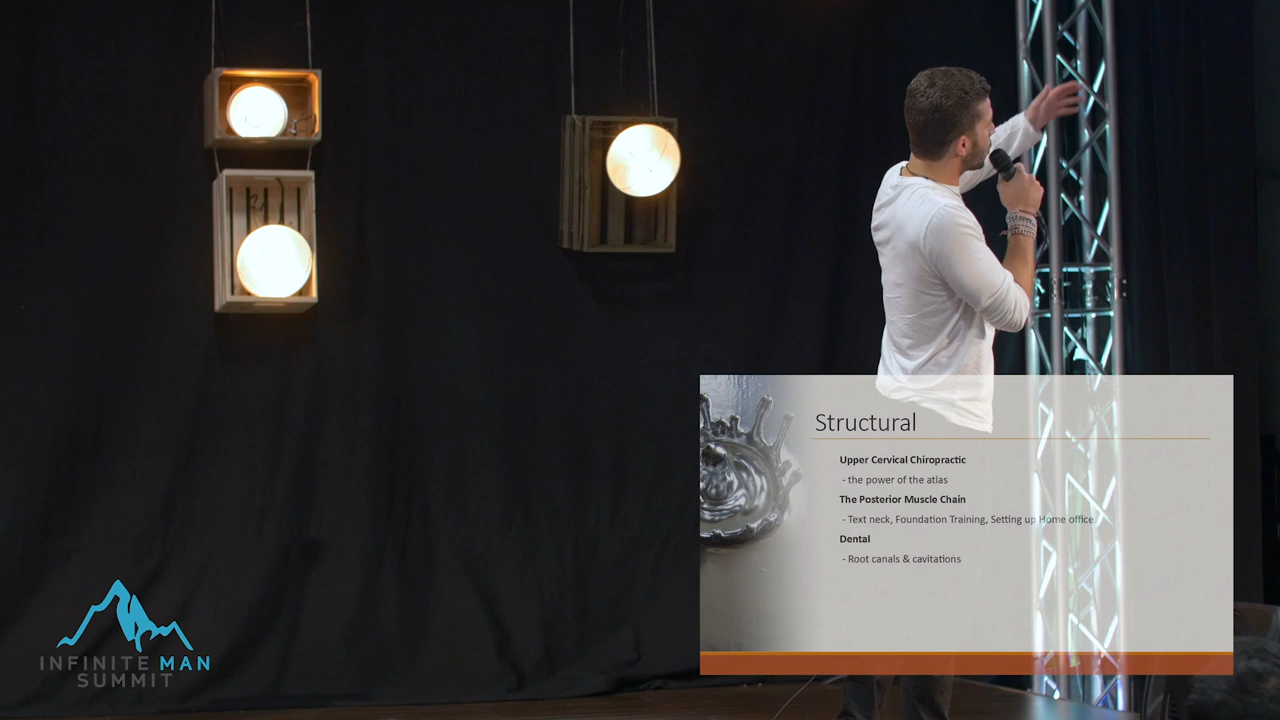 Structural
Upper Cervical Chiropractic
- the power of the atlas
The Posterior Muscle Chain
- Text neck, Foundation Training, Setting up Home office
Dental
- Root canals & cavitations
INFINITE MAN
SUMMIT